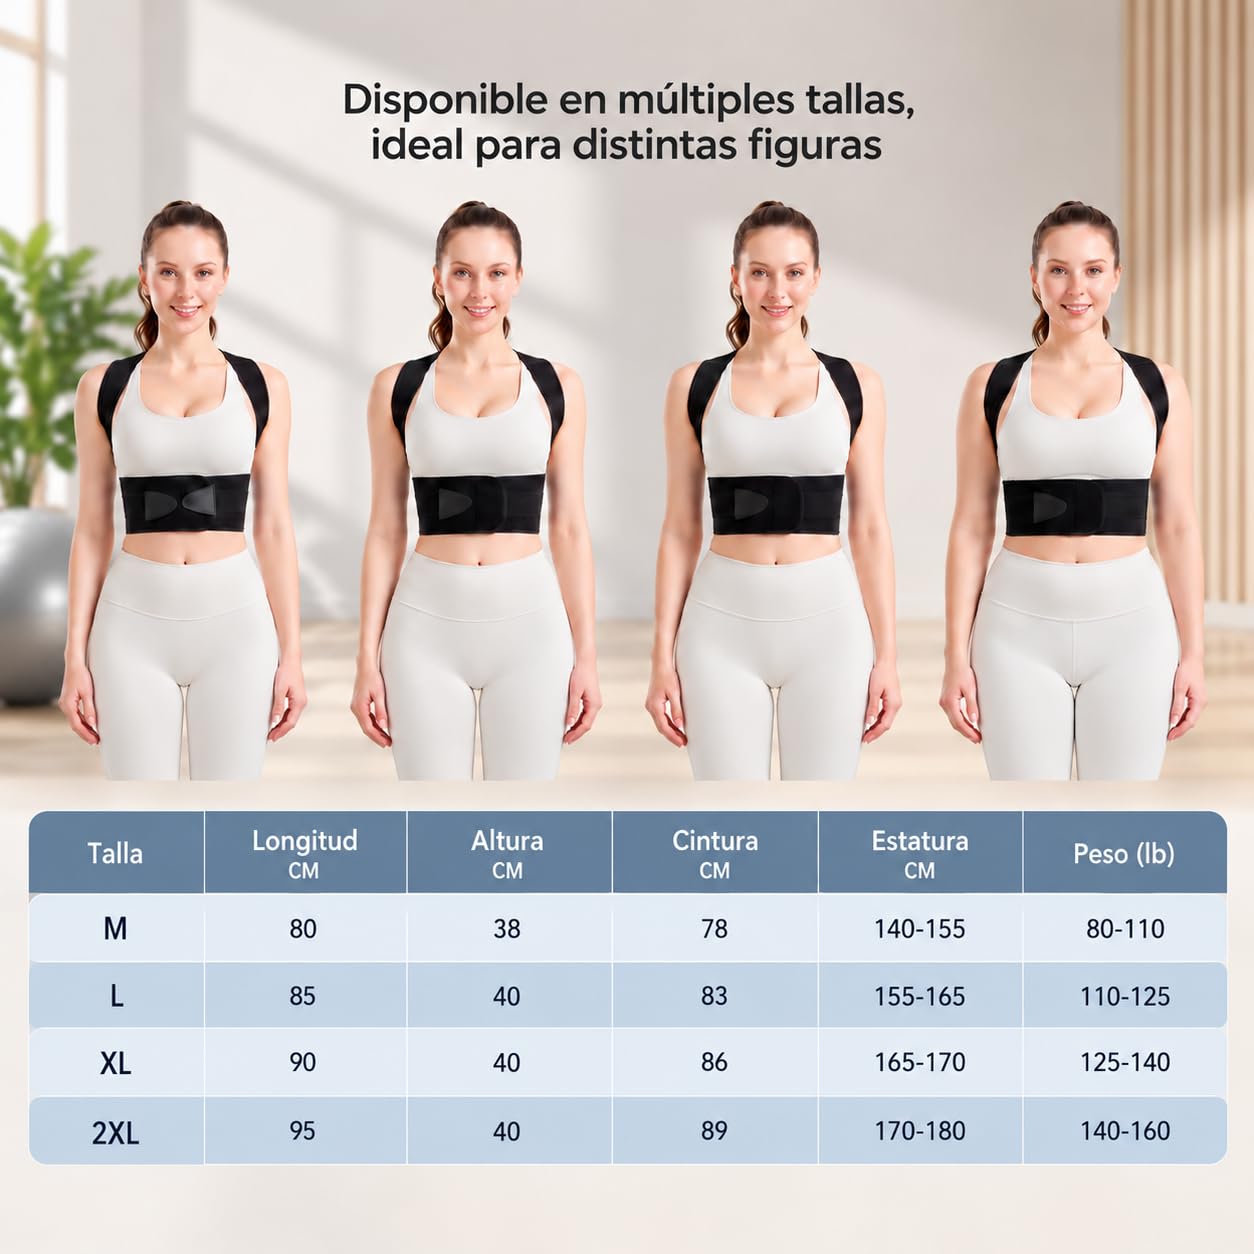 Disponible en múltiples tallas,
ideal para distintas figuras
Talla Longitud CM Altura CM Cintura CM Estatura CM Peso (lb)
M 80 38 78 140-155 80-110
L 85 40 83 155-165 110-125
XL 90 40 86 165-170 125-140
2XL 95 40 89 170-180 140-160